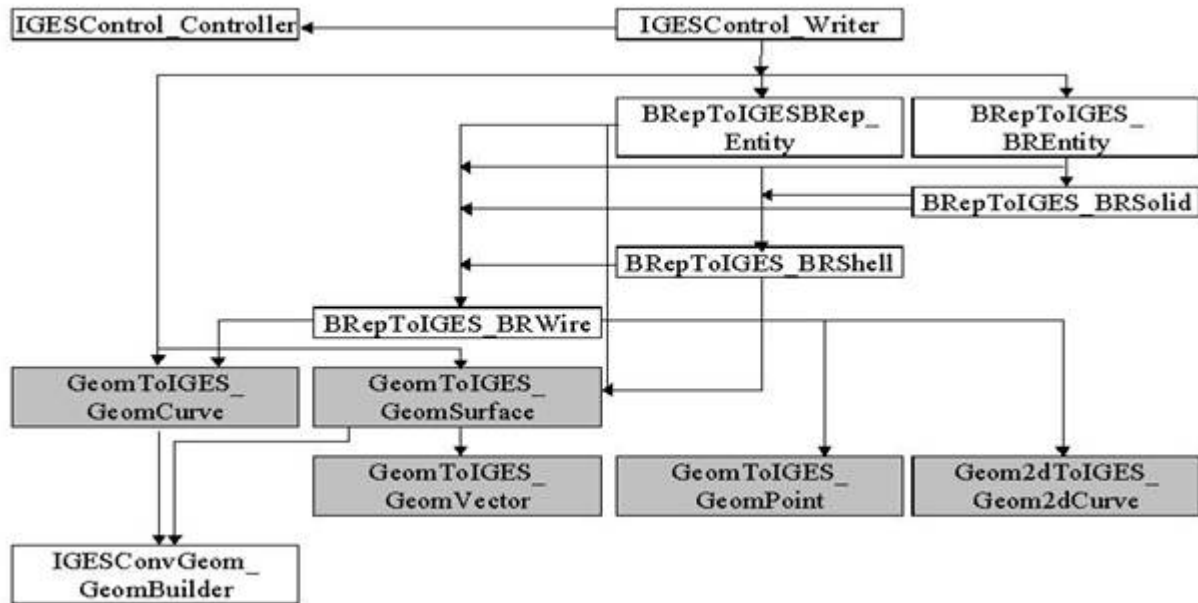 IGESControl_Controller
IGESControl_Writer
BRepToIGESBRep_
Entity
BRepToIGES_
BREntity
BRepToIGES_BRSolid
BRepToIGES_BRShell
BRepToIGES_BRWire
GeomToIGES_
GeomCurve
GeomToIGES_
GeomSurface
GeomToIGES_
GeomVector
GeomToIGES_
GeomPoint
Geom2dToIGES_
Geom2dCurve
IGESConvGeom_
GeomBuilder